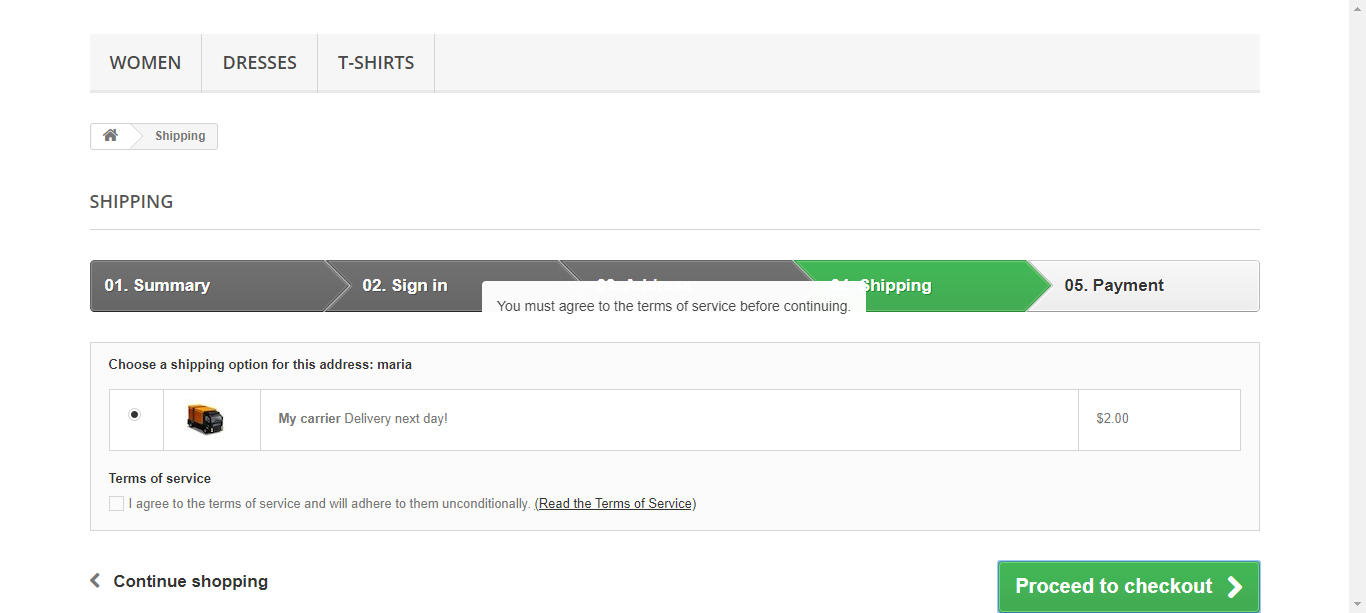 WOMEN
DRESSES
T-SHIRTS
Shipping
SHIPPING
01. Summary
02. Sign in
Shipping
05. Payment
You must agree to the terms of service before continuing.
Choose a shipping option for this address: maria
My carrier Delivery next day!
$2.00
Terms of service
I agree to the terms of service and will adhere to them unconditionally. (Read the Terms of Service)
Continue shopping
Proceed to checkout